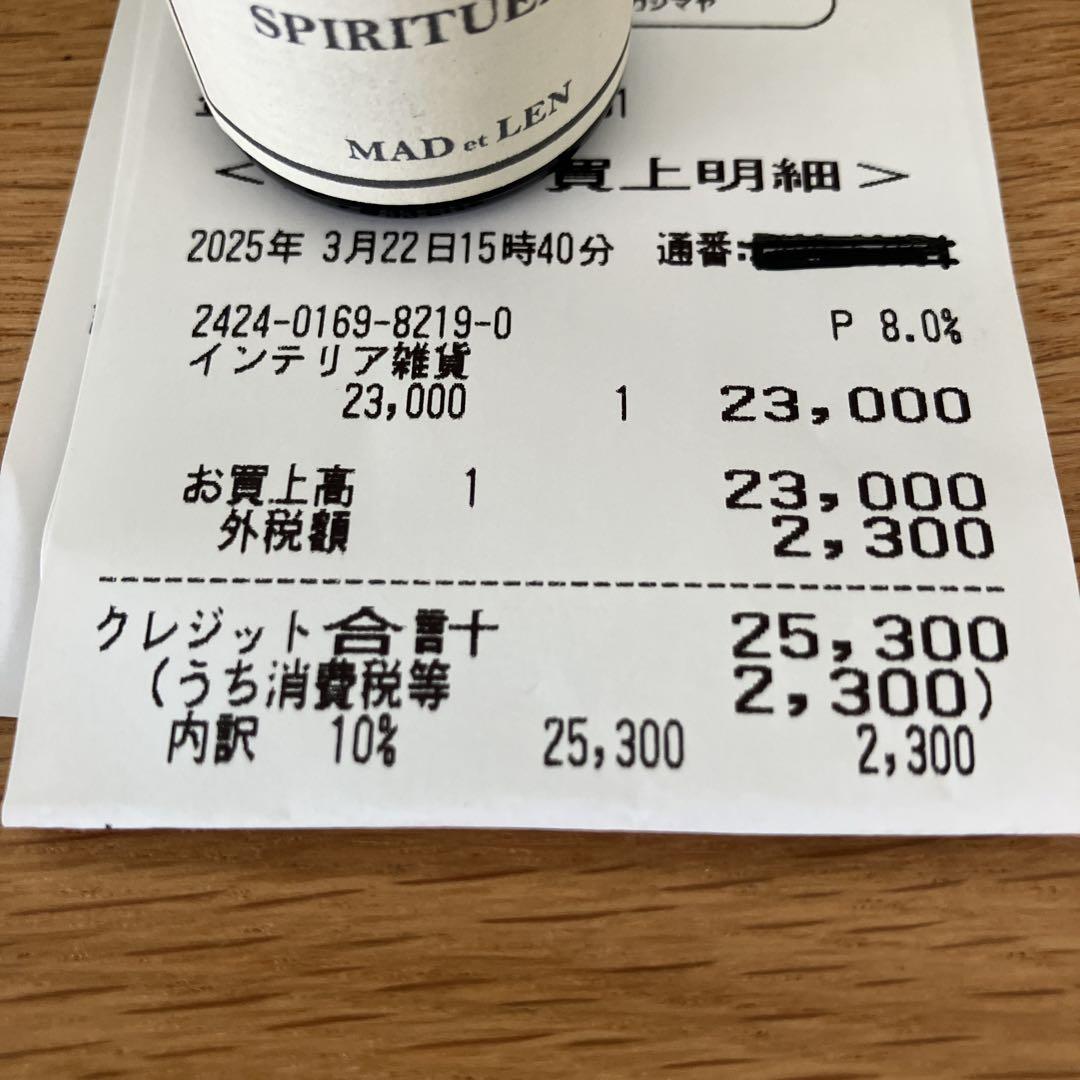 SPIRITUE
MAD et LEN
カシマヤ
買上明細>
2025年 3月22日15時40分 通番:
2424-0169-8219-0 P 8.0%
インテリア雑貨
23,000 1 23,000
お買上高 1 23,000
外税額 2,300
クレジット合計 25,300
(うち消費税等 2,300)
内訳 10% 25,300 2,300